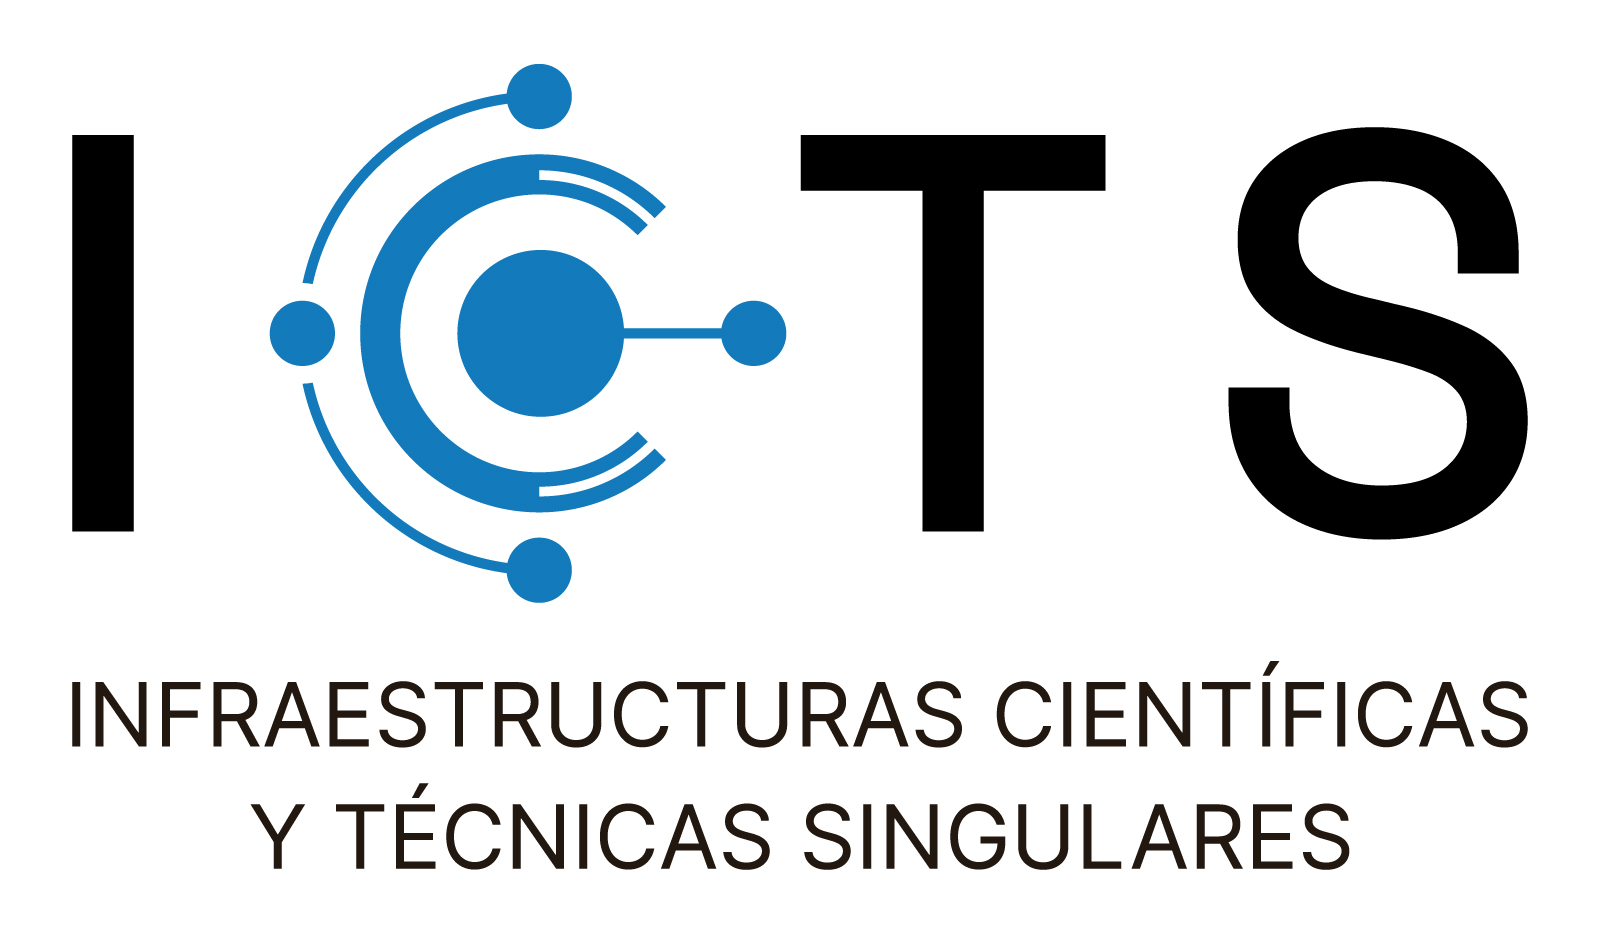 ICTS
INFRAESTRUCTURAS CIENTÍFICAS
Y TÉCNICAS SINGULARES